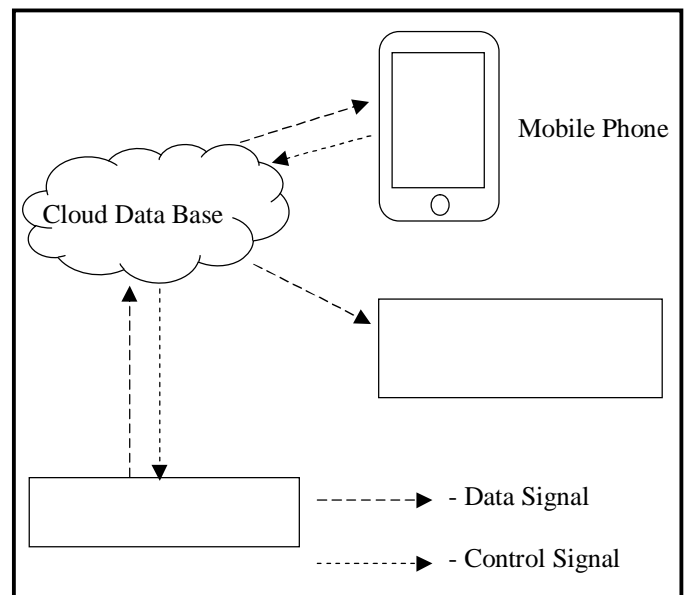 Mobile Phone
Cloud Data Base
- Data Signal
- Control Signal